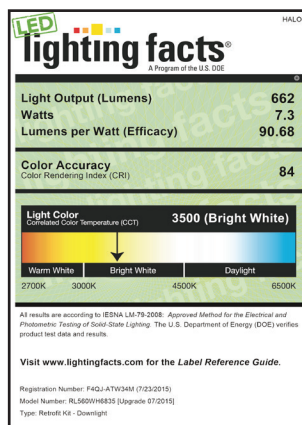 HALO
LED
lighting facts®
A Program of the U.S. DOE
Light Output (Lumens) 662
Watts 7.3
Lumens per Watt (Efficacy) 90.68
Color Accuracy 84
Color Rendering Index (CRI)
Light Color
Correlated Color Temperature (CCT) 3500 (Bright White)
Warm White Bright White Daylight
2700K 3000K 4500K 6500K
All results are according to IESNA LM-79-2008: Approved Method for the Electrical and
Photometric Testing of Solid-State Lighting. The U.S. Department of Energy (DOE) verifies
product test data and results.
Visit www.lightingfacts.com for the Label Reference Guide.
Registration Number: F4QJ-ATW34M (7/23/2015)
Model Number: RL560WH6835 [Upgrade 07/2015]
Type: Retrofit Kit - Downlight